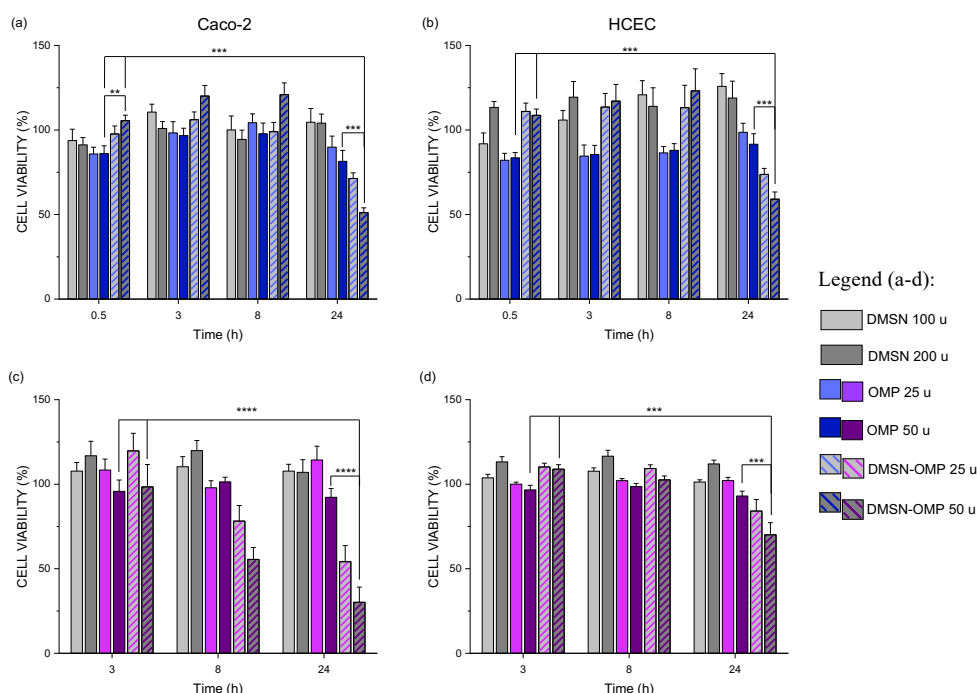 (a)
Caco-2
150
100
50
0
CELL VIABILITY (%)
***
**
***
0.5 3 8 24
Time (h)
(b)
HCEC
150
100
50
0
CELL VIABILITY (%)
***
***
0.5 3 8 24
Time (h)
(c)
150
100
50
0
CELL VIABILITY (%)
****
****
3 8 24
Time (h)
(d)
150
100
50
0
CELL VIABILITY (%)
***
***
3 8 24
Time (h)
Legend (a-d):
DMSN 100 u
DMSN 200 u
OMP 25 u
OMP 50 u
DMSN-OMP 25 u
DMSN-OMP 50 u